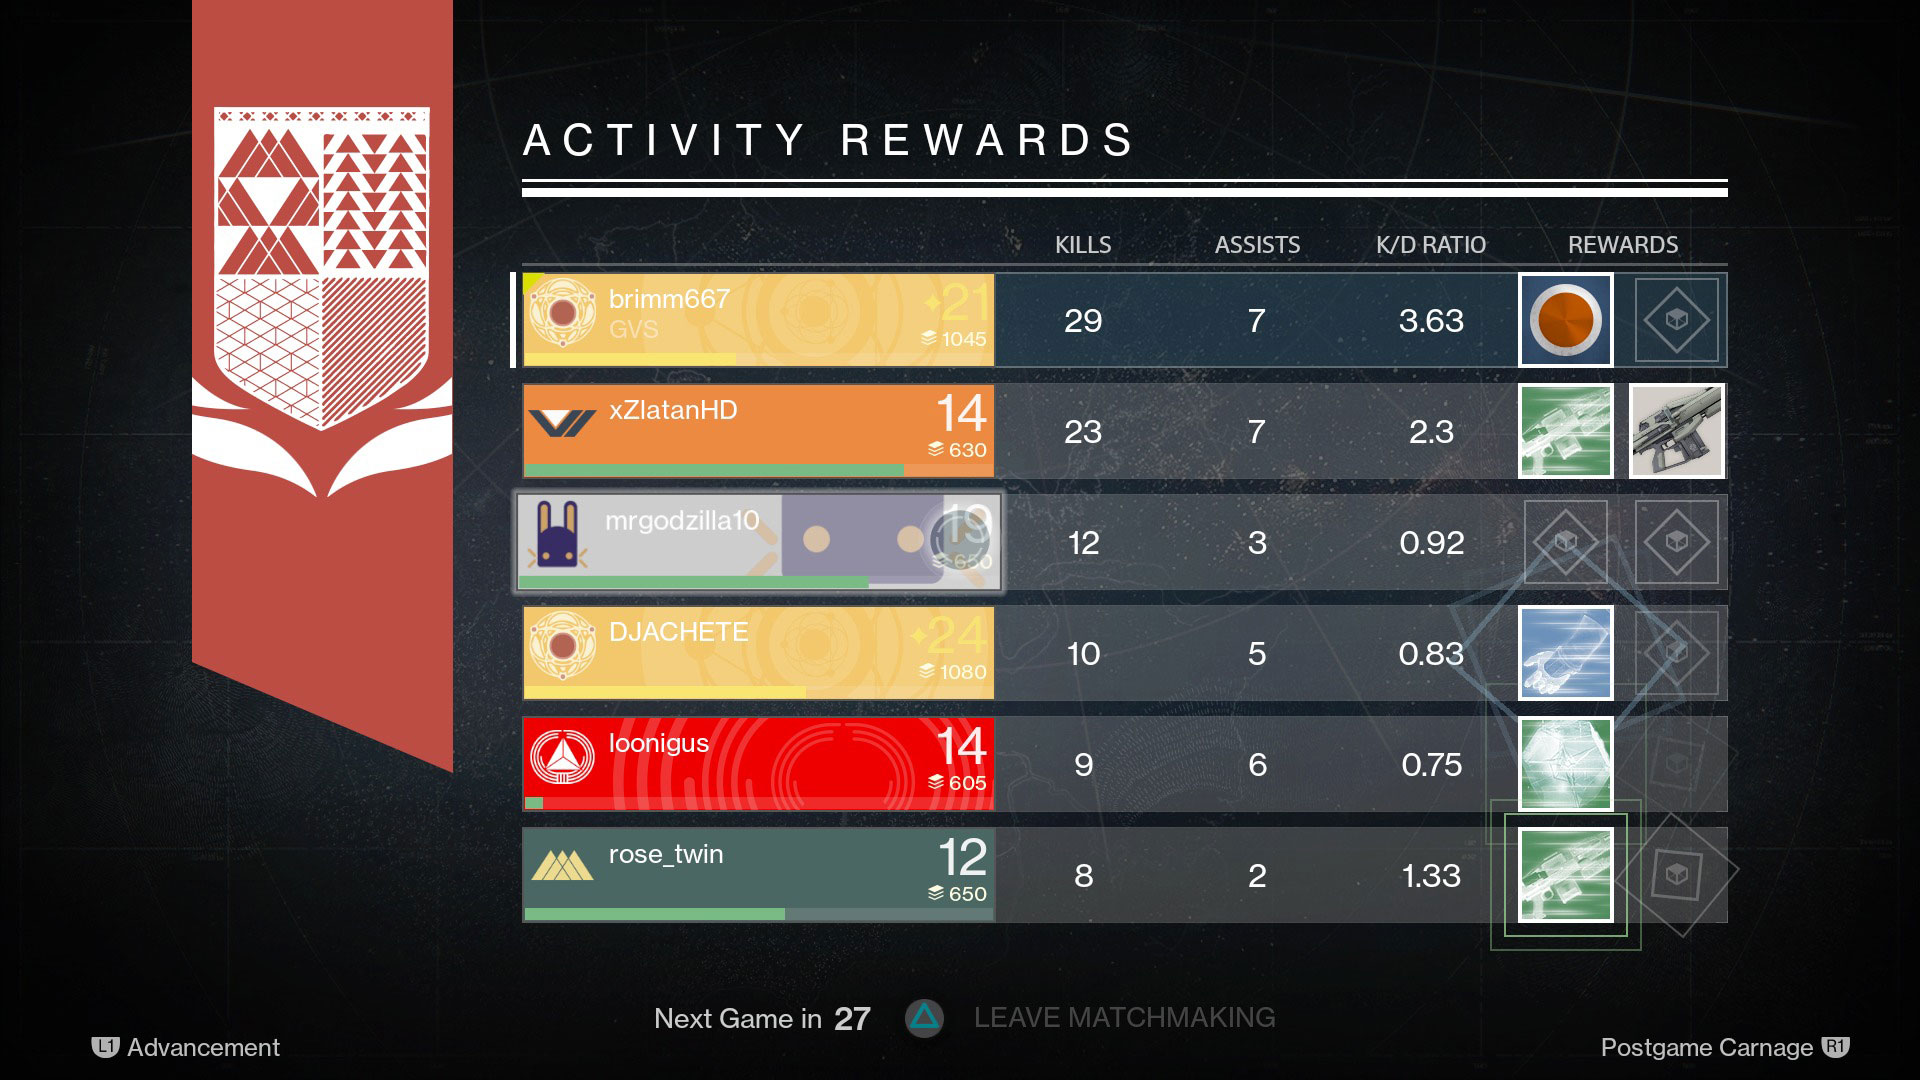 ACTIVITY REWARDS
KILLS ASSISTS K/D RATIO REWARDS
brimm667 21
GVS 1045
29 7 3.63
xZlatanHD 14
630
23 7 2.3
mrgodzilla10 19
650
12 3 0.92
DJACHETE 24
1080
10 5 0.83
loonigus 14
605
9 6 0.75
rose_twin 12
650
8 2 1.33
Next Game in 27 LEAVE MATCHMAKING
L1 Advancement
Postgame Carnage R1